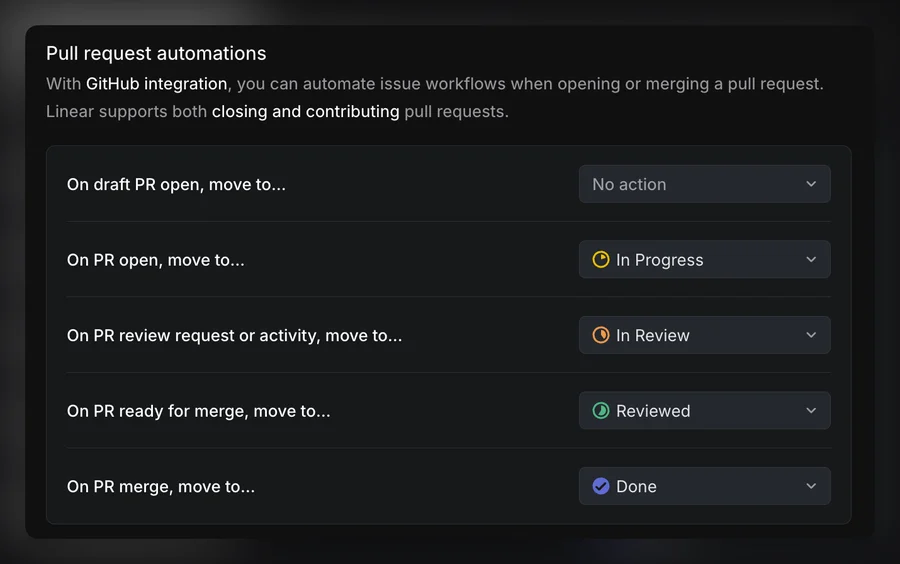 Pull request automations
With GitHub integration, you can automate issue workflows when opening or merging a pull request.
Linear supports both closing and contributing pull requests.
On draft PR open, move to...
No action
On PR open, move to...
In Progress
On PR review request or activity, move to...
In Review
On PR ready for merge, move to...
Reviewed
On PR merge, move to...
Done